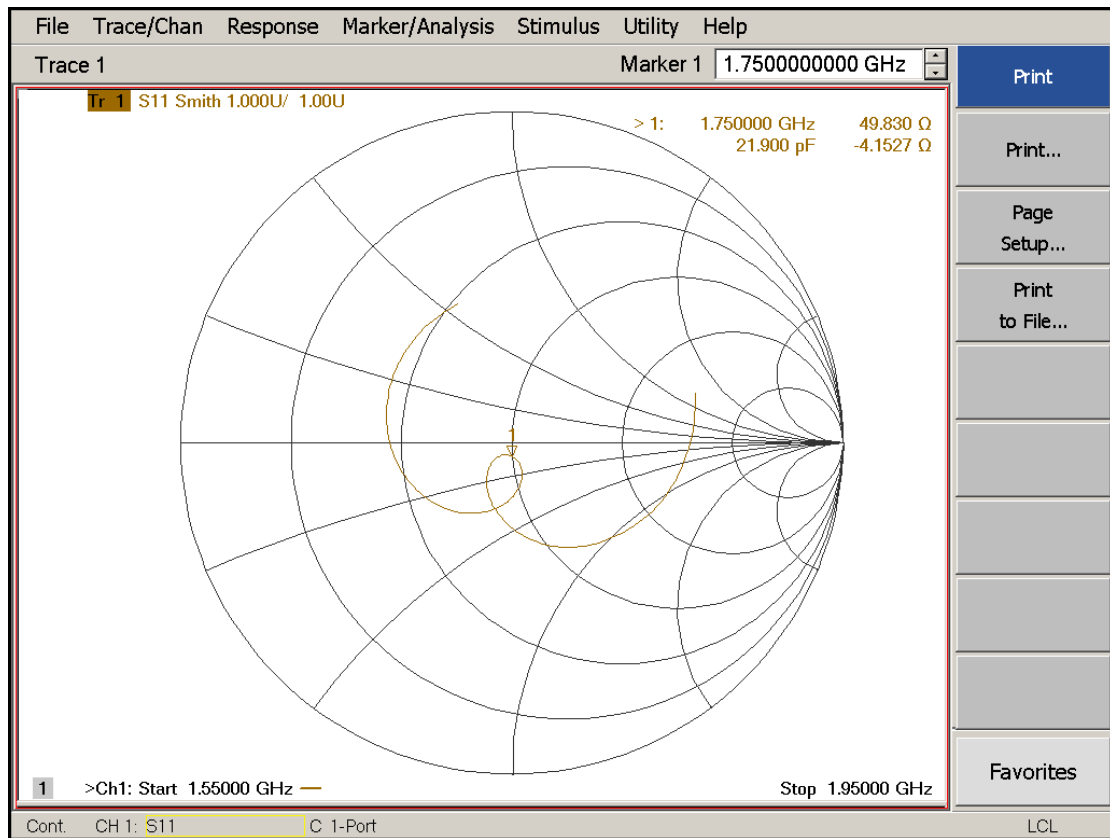 File Trace/Chan Response Marker/Analysis Stimulus Utility Help
Trace 1 Marker 1 1.7500000000 GHz
Print
Tr 1 S11 Smith 1.000U/ 1.00U
> 1: 1.750000 GHz 49.830 Ω
21.900 pF -4.1527 Ω
Print...
Page
Setup...
Print
to File...
1
Favorites
1 >Ch1: Start 1.55000 GHz Stop 1.95000 GHz
Cont. CH 1: S11 C 1-Port LCL